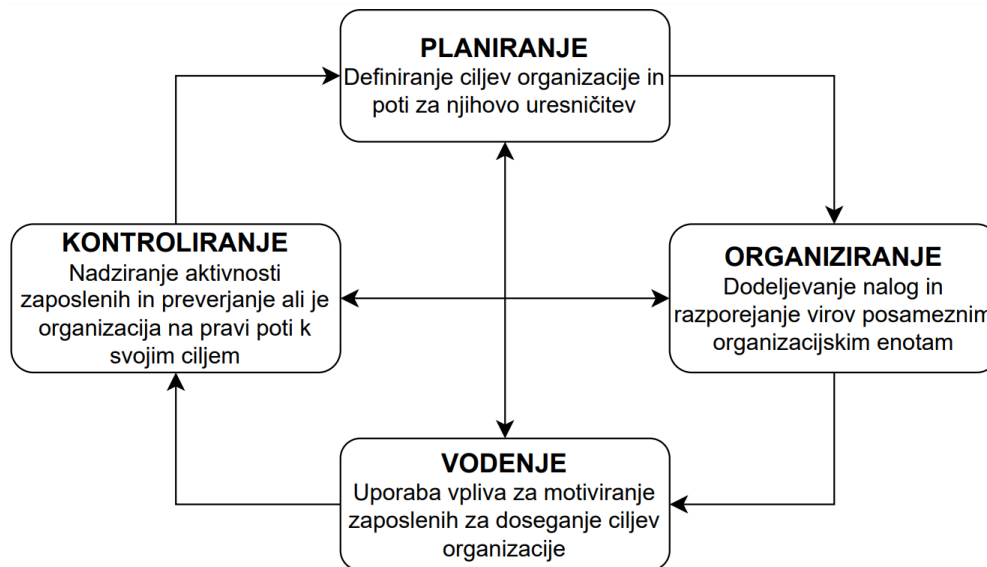 PLANIRANJE
Definiranje ciljev organizacije in
poti za njihovo uresničitev
KONTROLIRANJE
Nadziranje aktivnosti
zaposlenih in preverjanje ali je
organizacija na pravi poti k
svojim ciljem
ORGANIZIRANJE
Dodeljevanje nalog in
razporejanje virov posameznim
organizacijskim enotam
VODENJE
Uporaba vpliva za motiviranje
zaposlenih za doseganje ciljev
organizacije